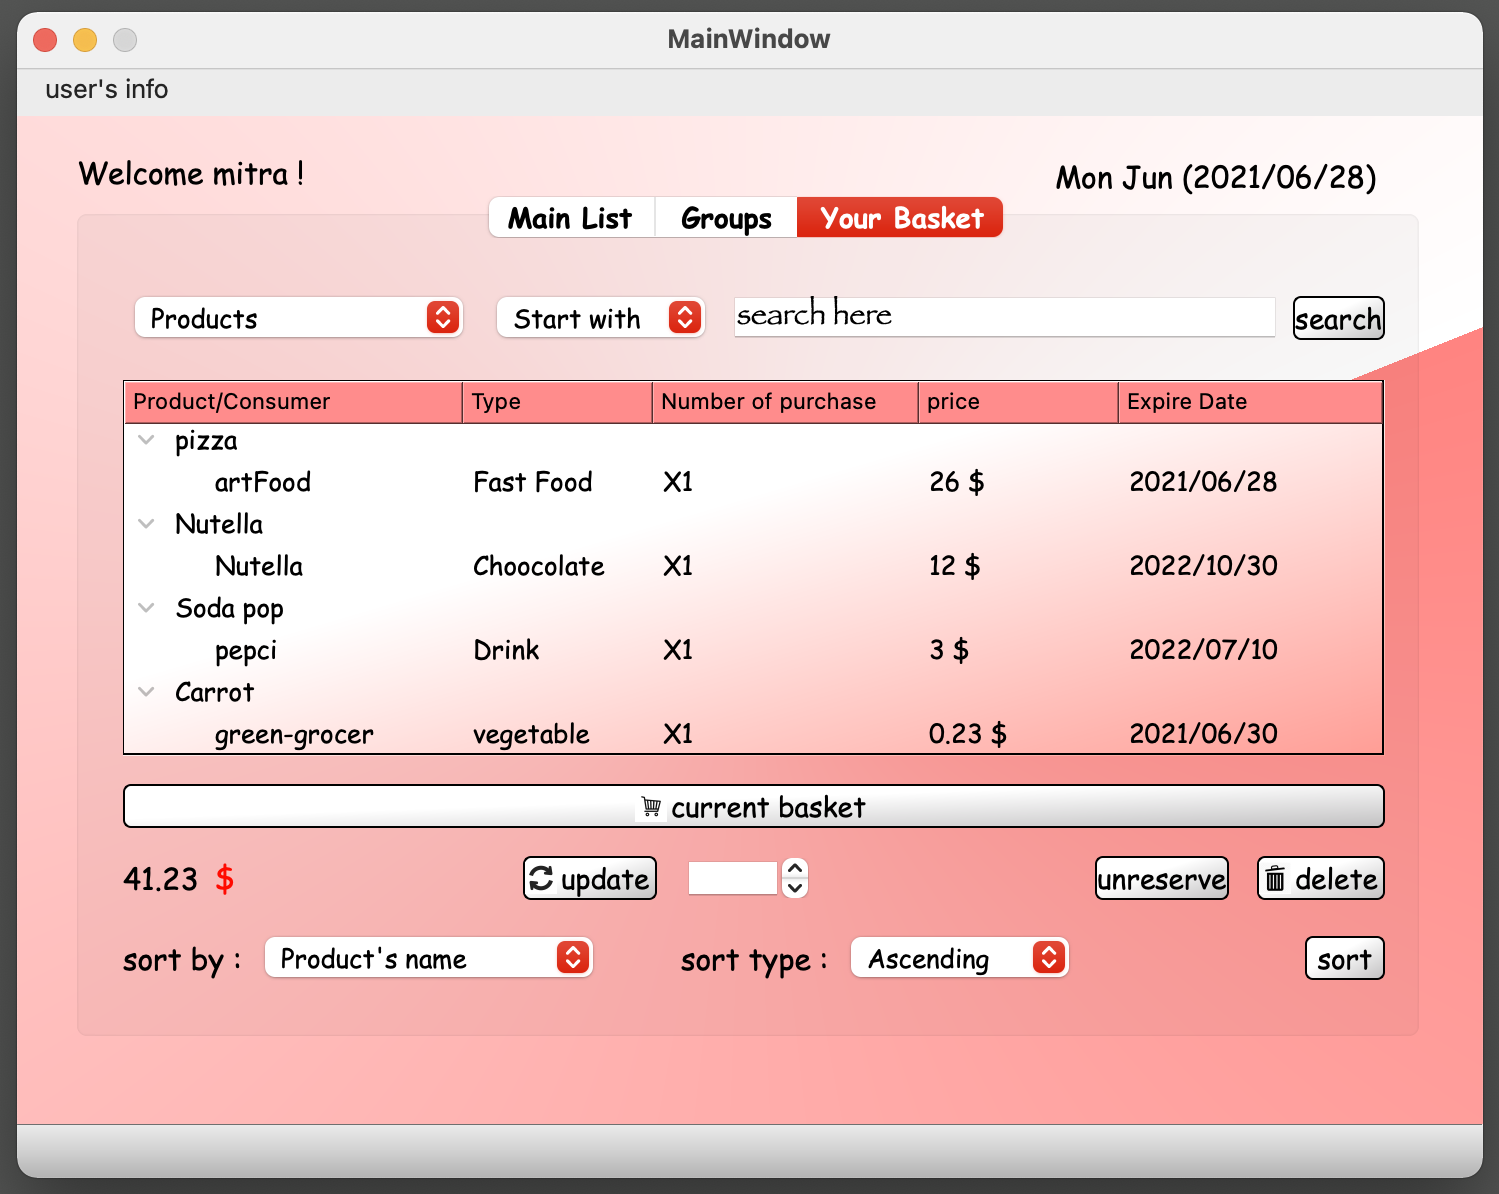 MainWindow
user's info
Welcome mitra !
Mon Jun (2021/06/28)
Main List Groups Your Basket
Products Start with search here search
Product/Consumer Type Number of purchase price Expire Date
pizza
artFood Fast Food X1 26 $ 2021/06/28
Nutella
Nutella Choocolate X1 12 $ 2022/10/30
Soda pop
pepci Drink X1 3 $ 2022/07/10
Carrot
green-grocer vegetable X1 0.23 $ 2021/06/30
current basket
41.23 $ update unreserve delete
sort by : Product's name sort type : Ascending sort